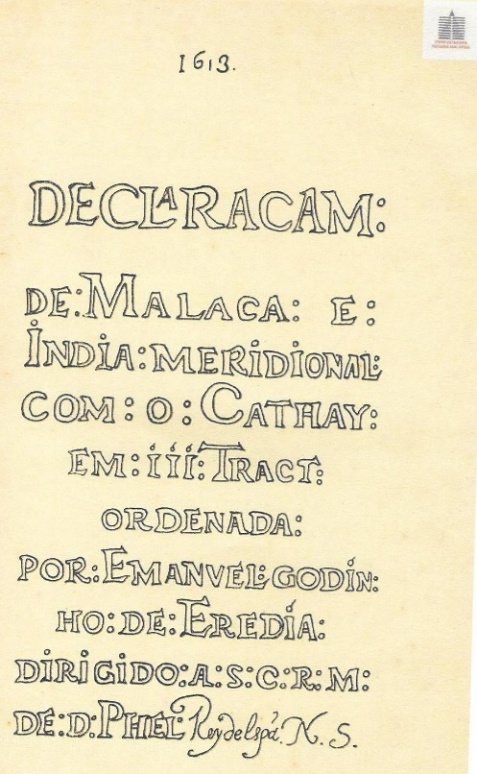 1613.
DECLARACAM:
DE: MALACA: E:
INDIA: MERIDIONAL:
COM: O: CATHAY:
EM: iii: TRACT:
ORDENADA:
POR: EMANVEL: GODIN:
HO: DE: EREDIA:
DIRIGIDO: A: S: C: R: M:
DE: D: PHEL: Rey de Espa. N. S.